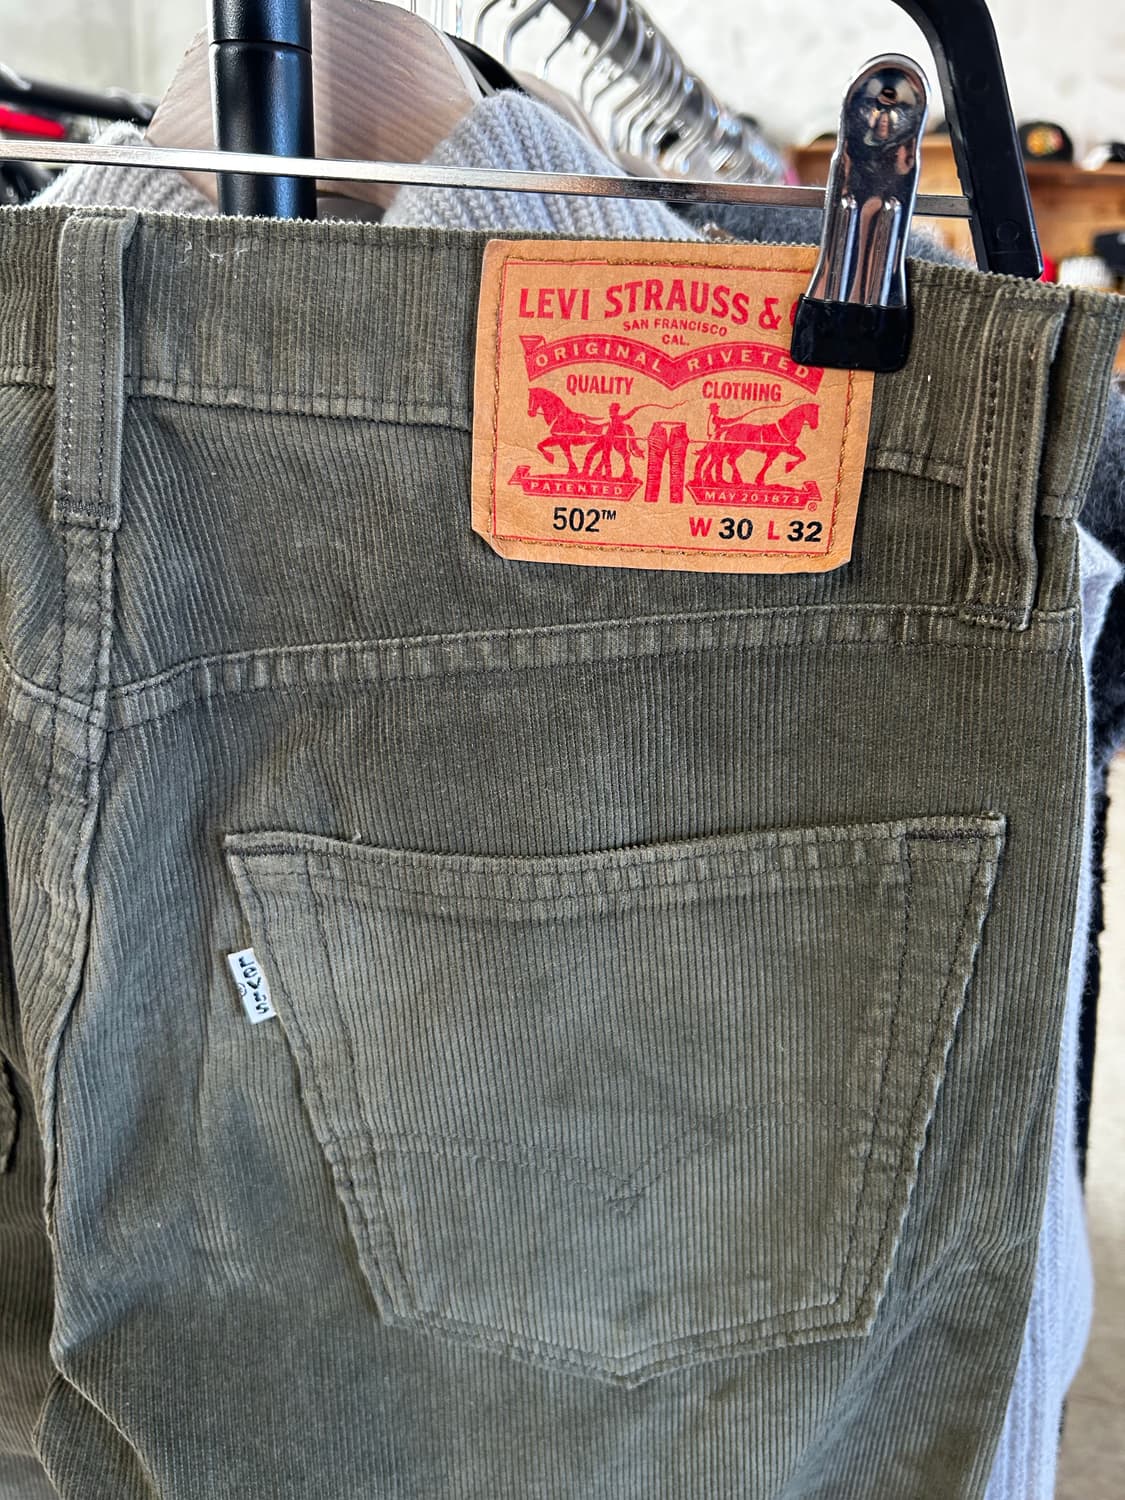 LEVI STRAUSS &
SAN FRANCISCO
CAL.
ORIGINAL RIVETED
QUALITY CLOTHING
PATENTED MAY 20 1873 ®
502™ W 30 L 32
LEVI'S
®